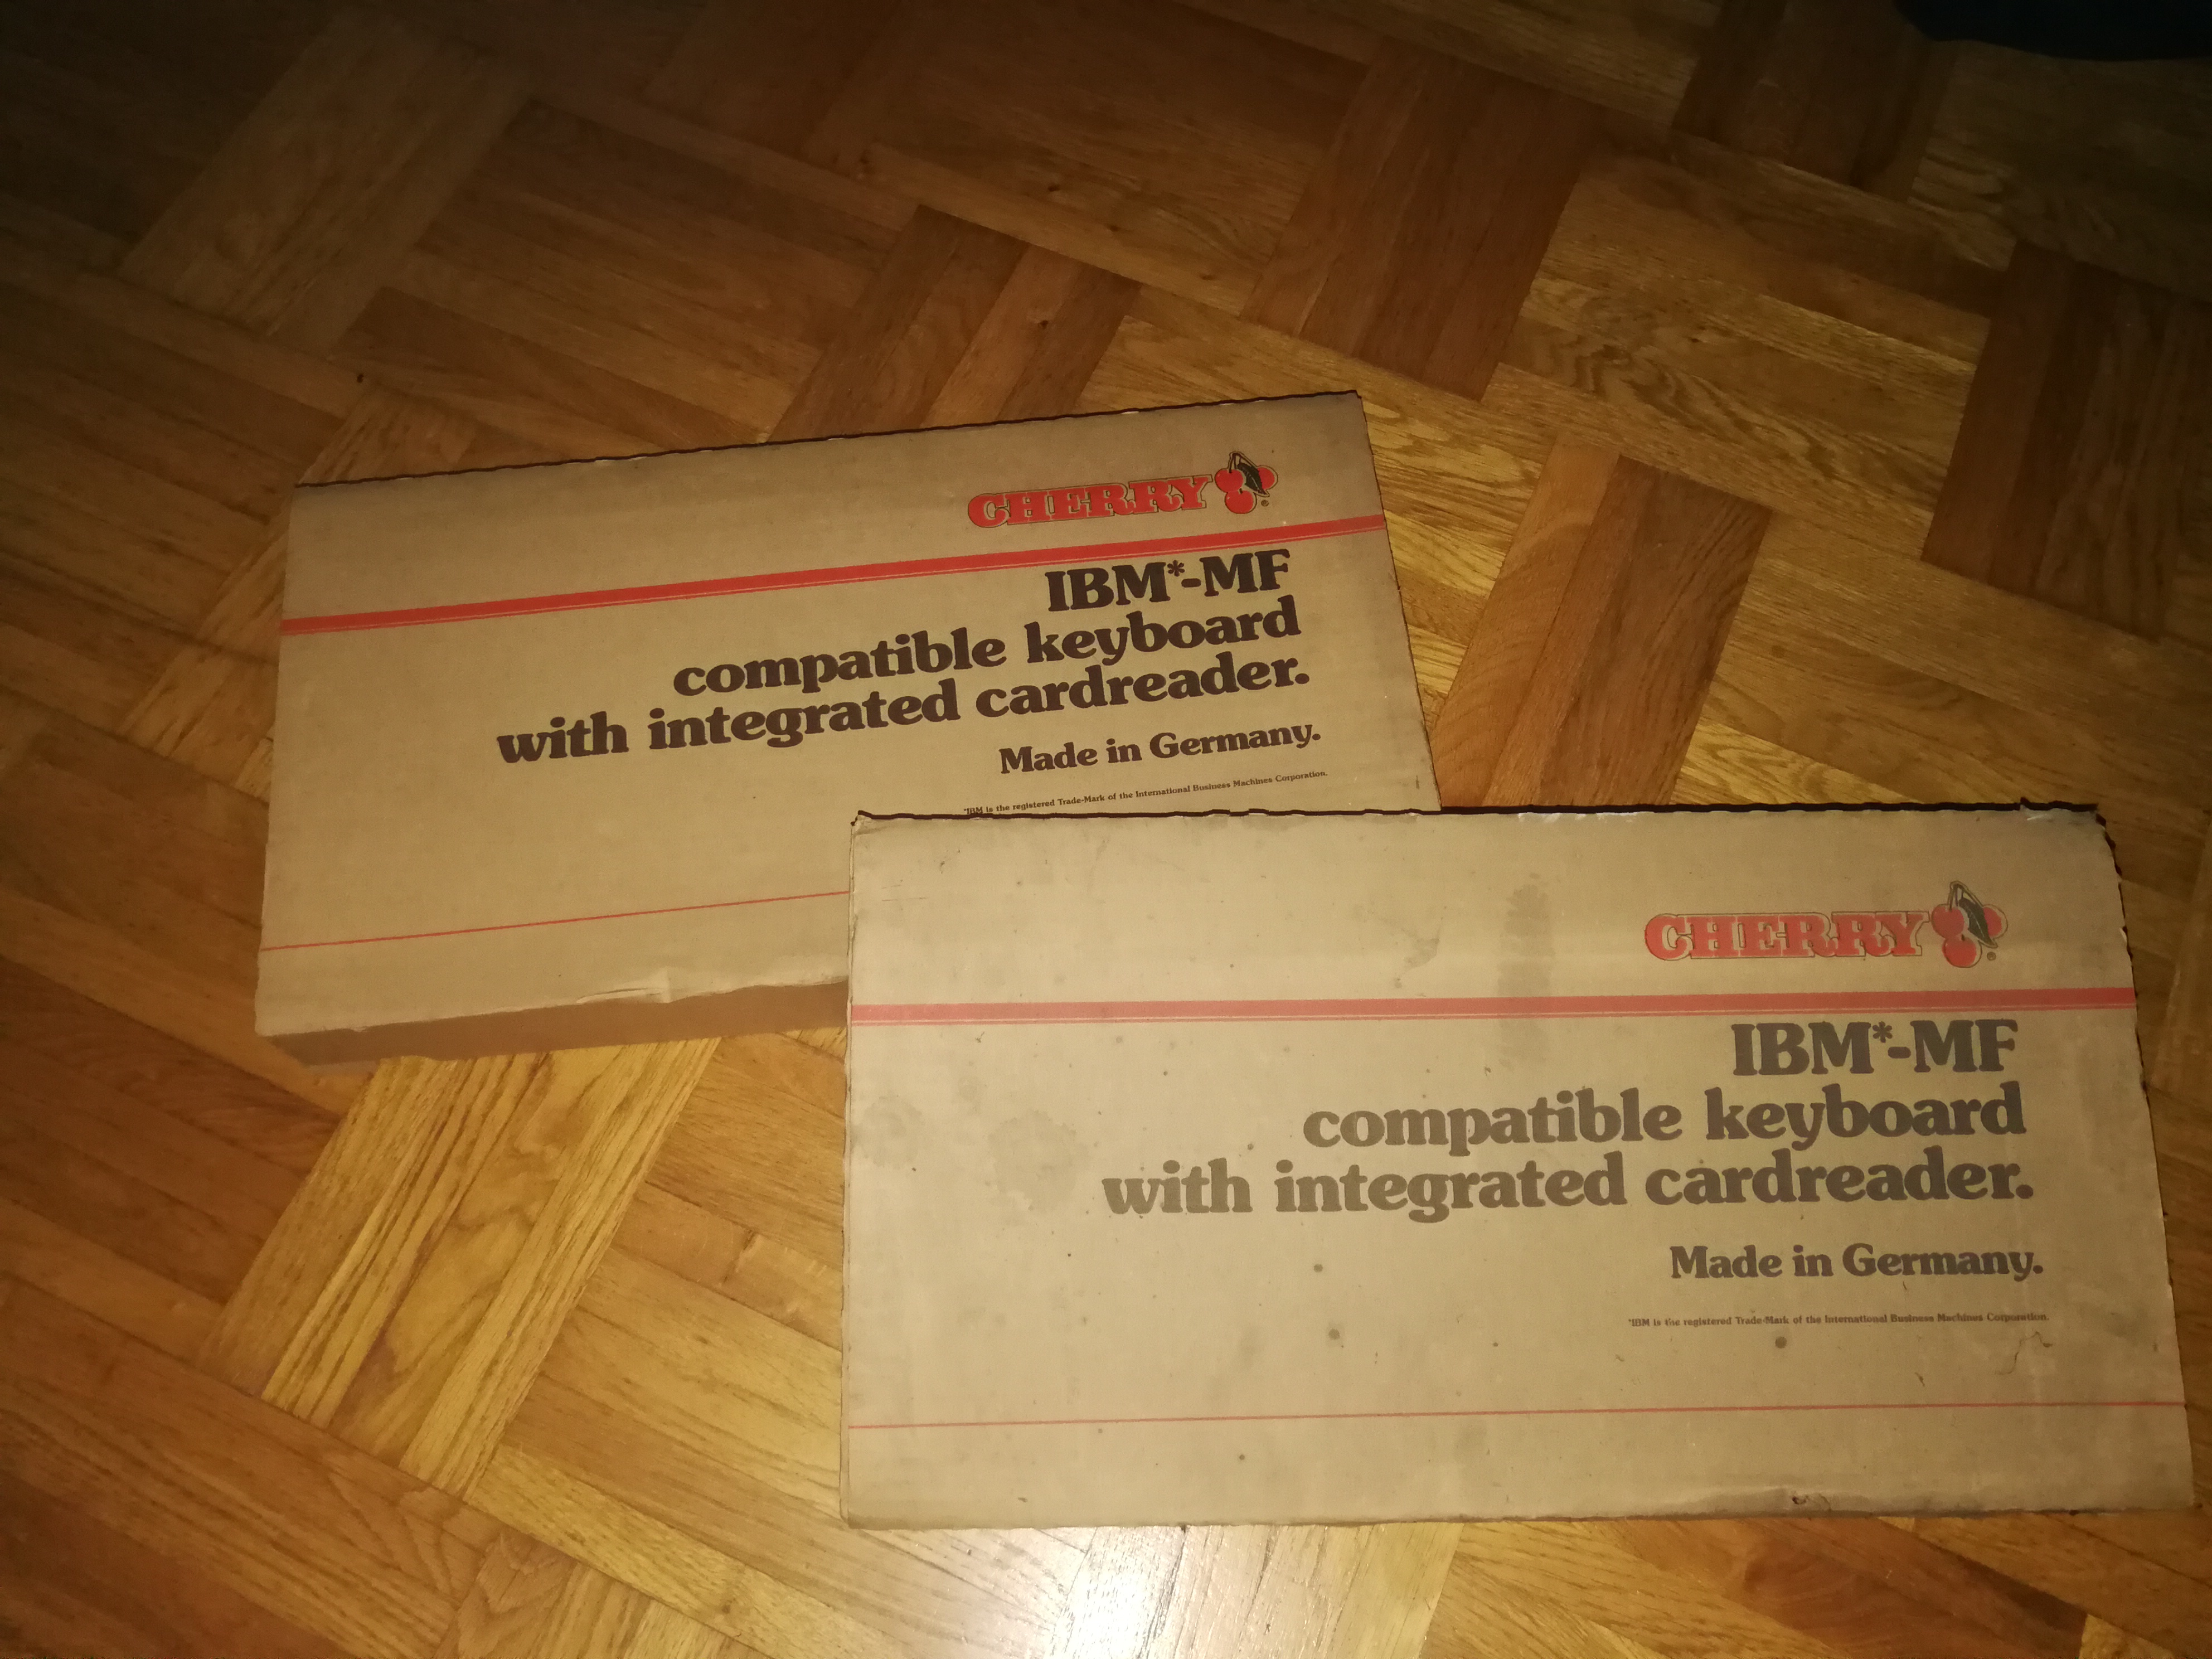 CHERRY
IBM*-MF
compatible keyboard
with integrated cardreader.
Made in Germany.
*IBM is the registered Trade-Mark of the International Business Machines Corporation.
CHERRY
IBM*-MF
compatible keyboard
with integrated cardreader.
Made in Germany.
*IBM is the registered Trade-Mark of the International Business Machines Corporation.